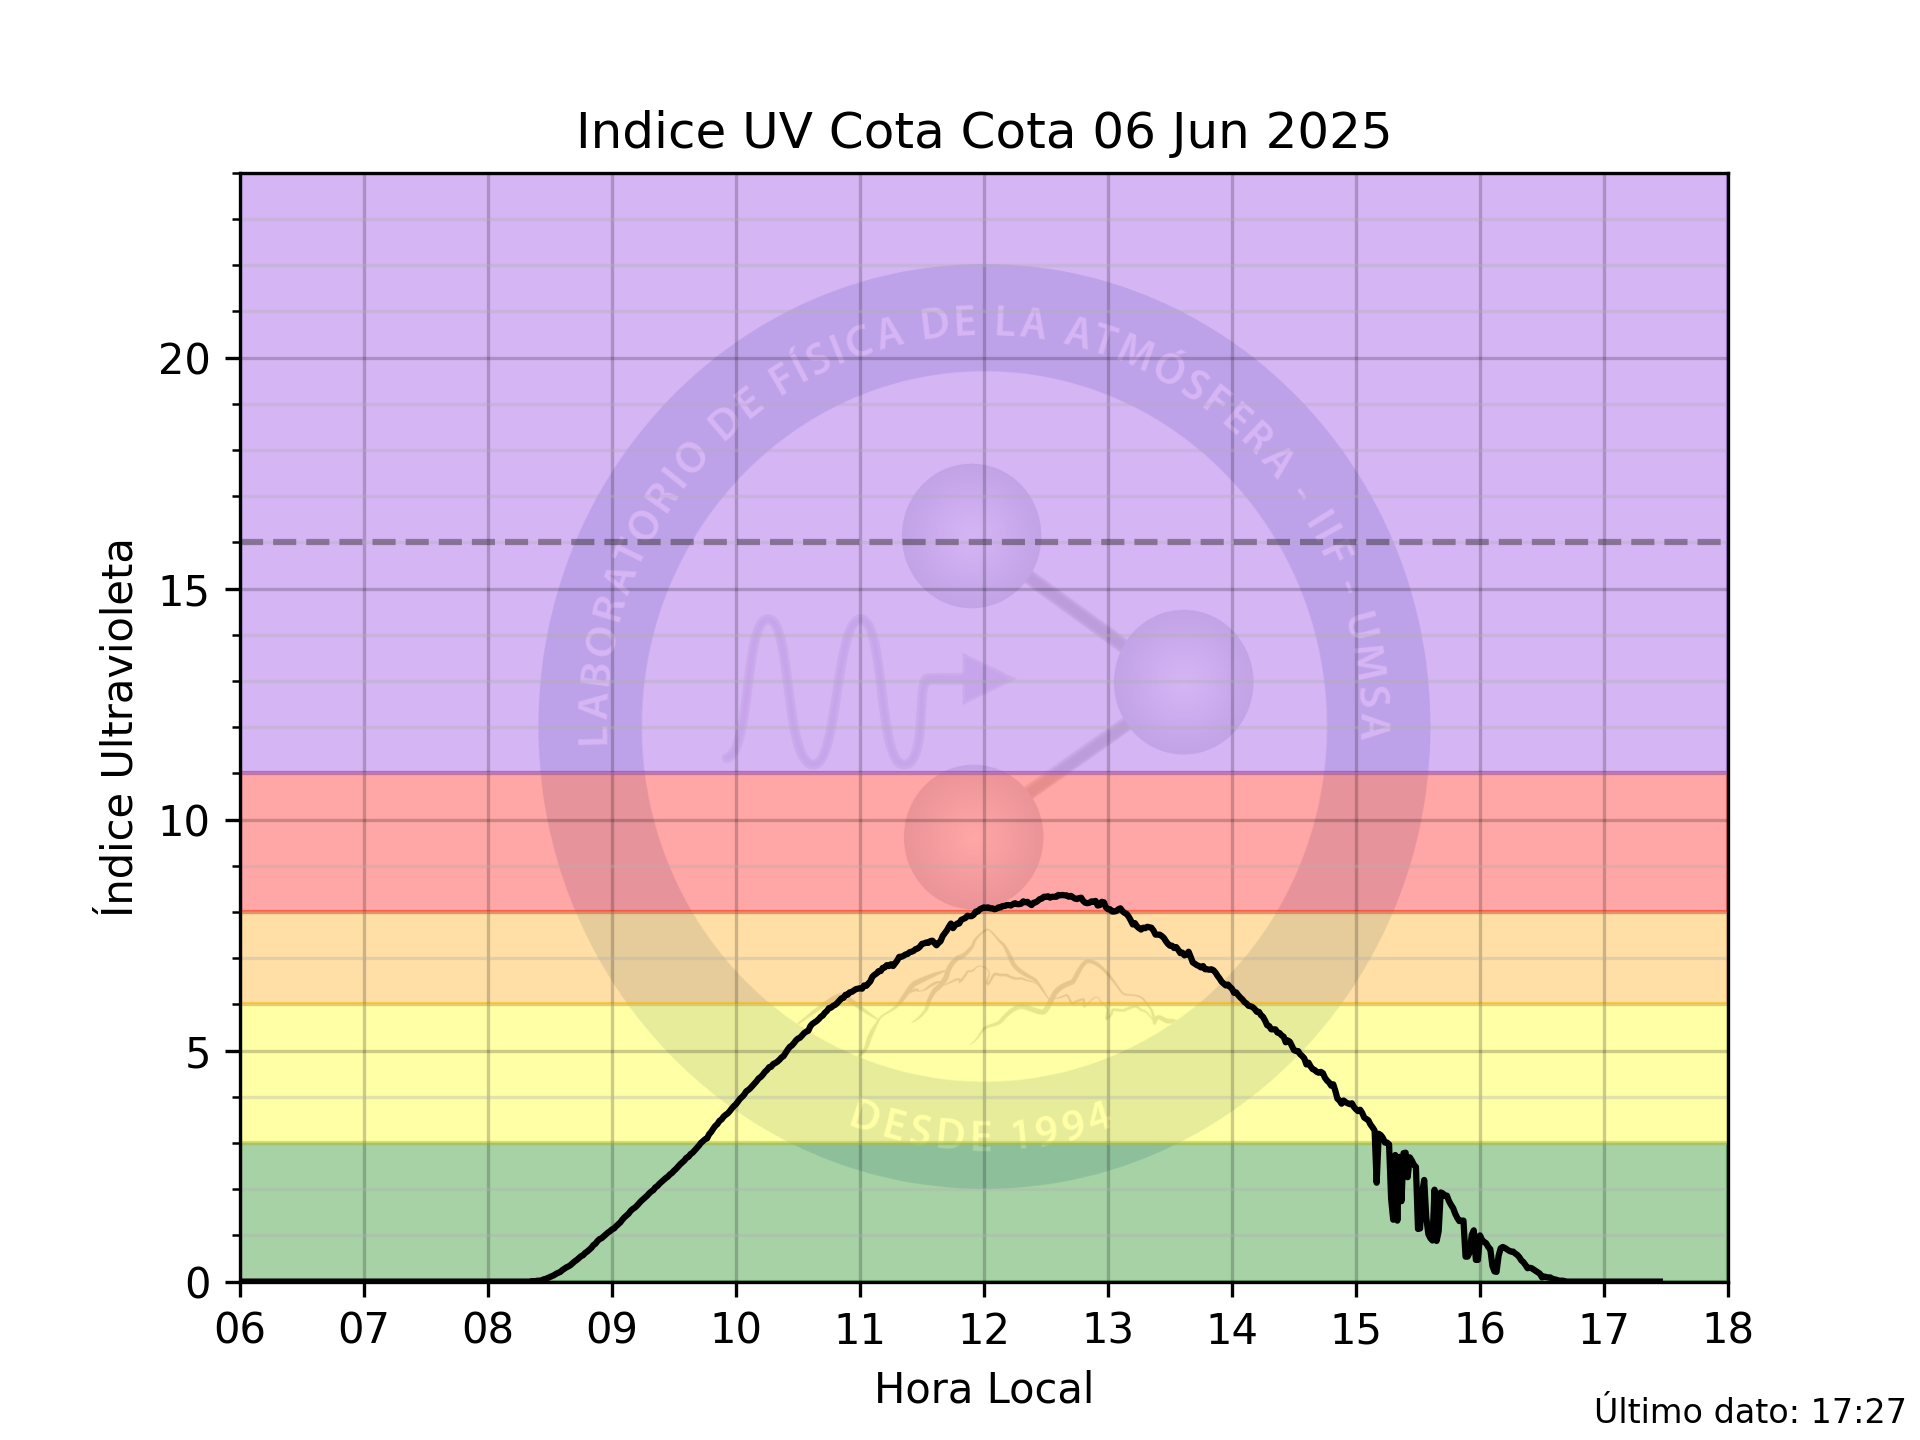 Indice UV Cota Cota 06 Jun 2025
LABORATORIO DE FÍSICA DE LA ATMÓSFERA - IIF - UMSA
DESDE 1994
Índice Ultravioleta
20
15
10
5
0
06 07 08 09 10 11 12 13 14 15 16 17 18
Hora Local
Último dato: 17:27